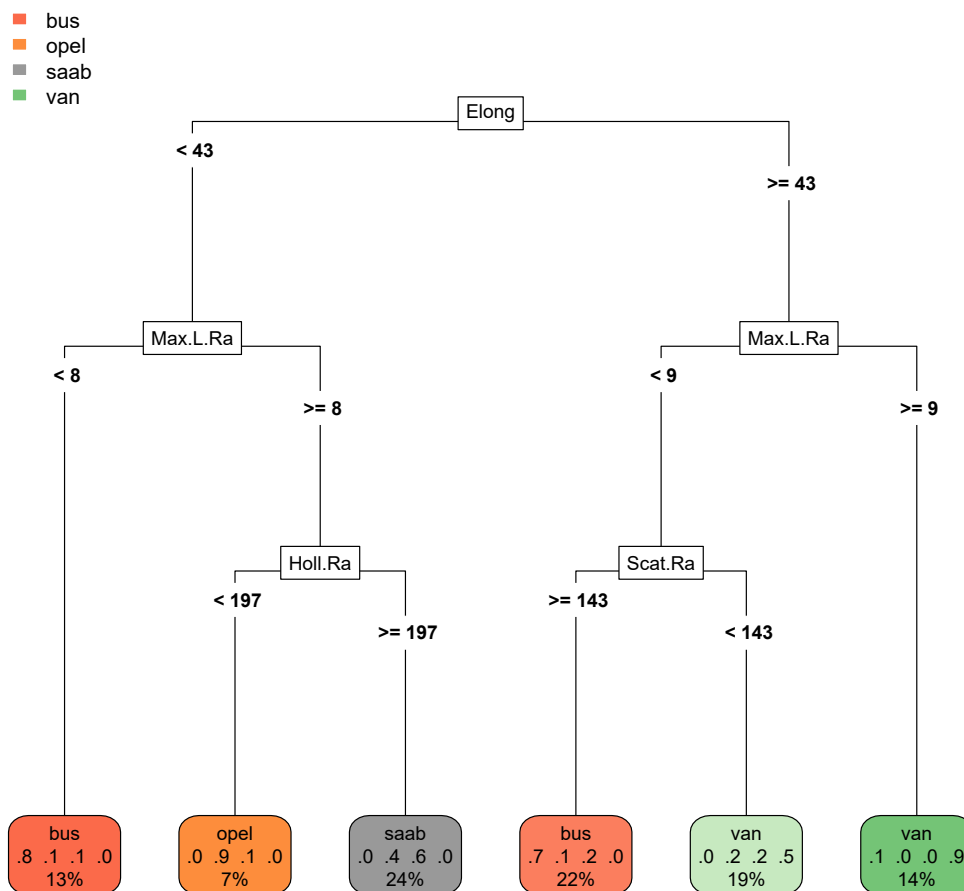 bus
opel
saab
van
Elong
< 43
>= 43
Max.L.Ra
Max.L.Ra
< 8
>= 8
< 9
>= 9
Holl.Ra
Scat.Ra
< 197
>= 197
>= 143
< 143
bus
.8 .1 .1 .0
13%
opel
.0 .9 .1 .0
7%
saab
.0 .4 .6 .0
24%
bus
.7 .1 .2 .0
22%
van
.0 .2 .2 .5
19%
van
.1 .0 .0 .9
14%